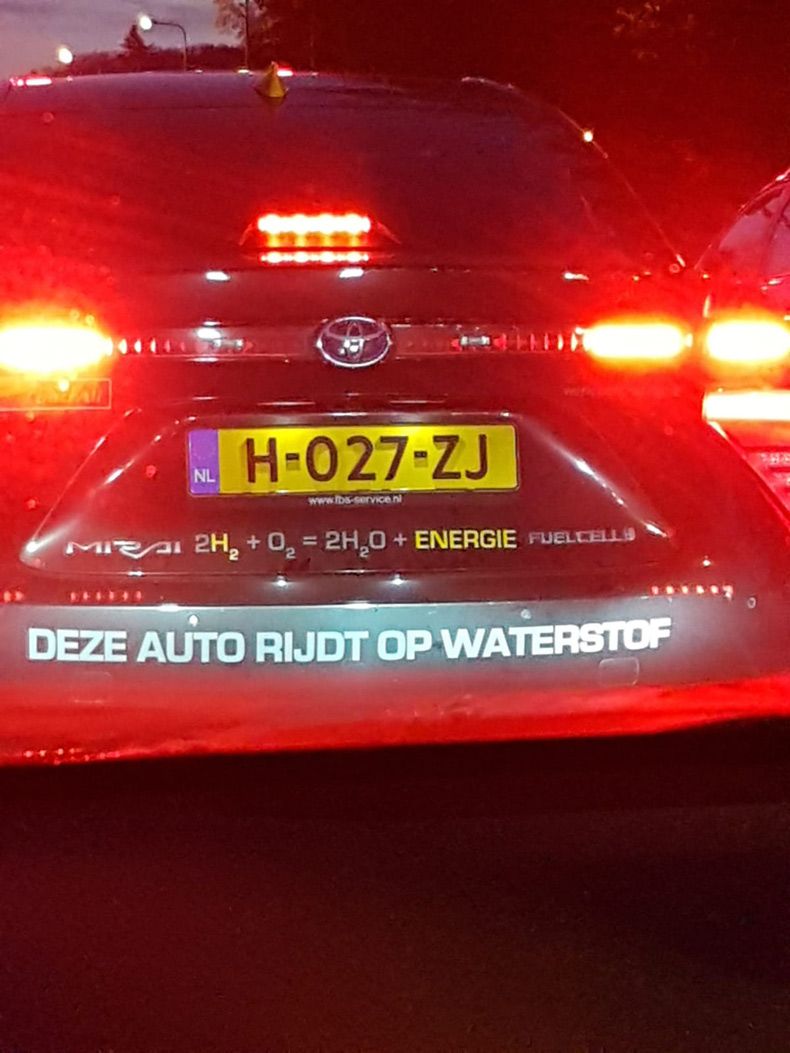 NL H-027-ZJ
www.fbs-service.nl
MIRAI 2H₂ + O₂ = 2H₂O + ENERGIE FUELCELL
DEZE AUTO RIJDT OP WATERSTOF